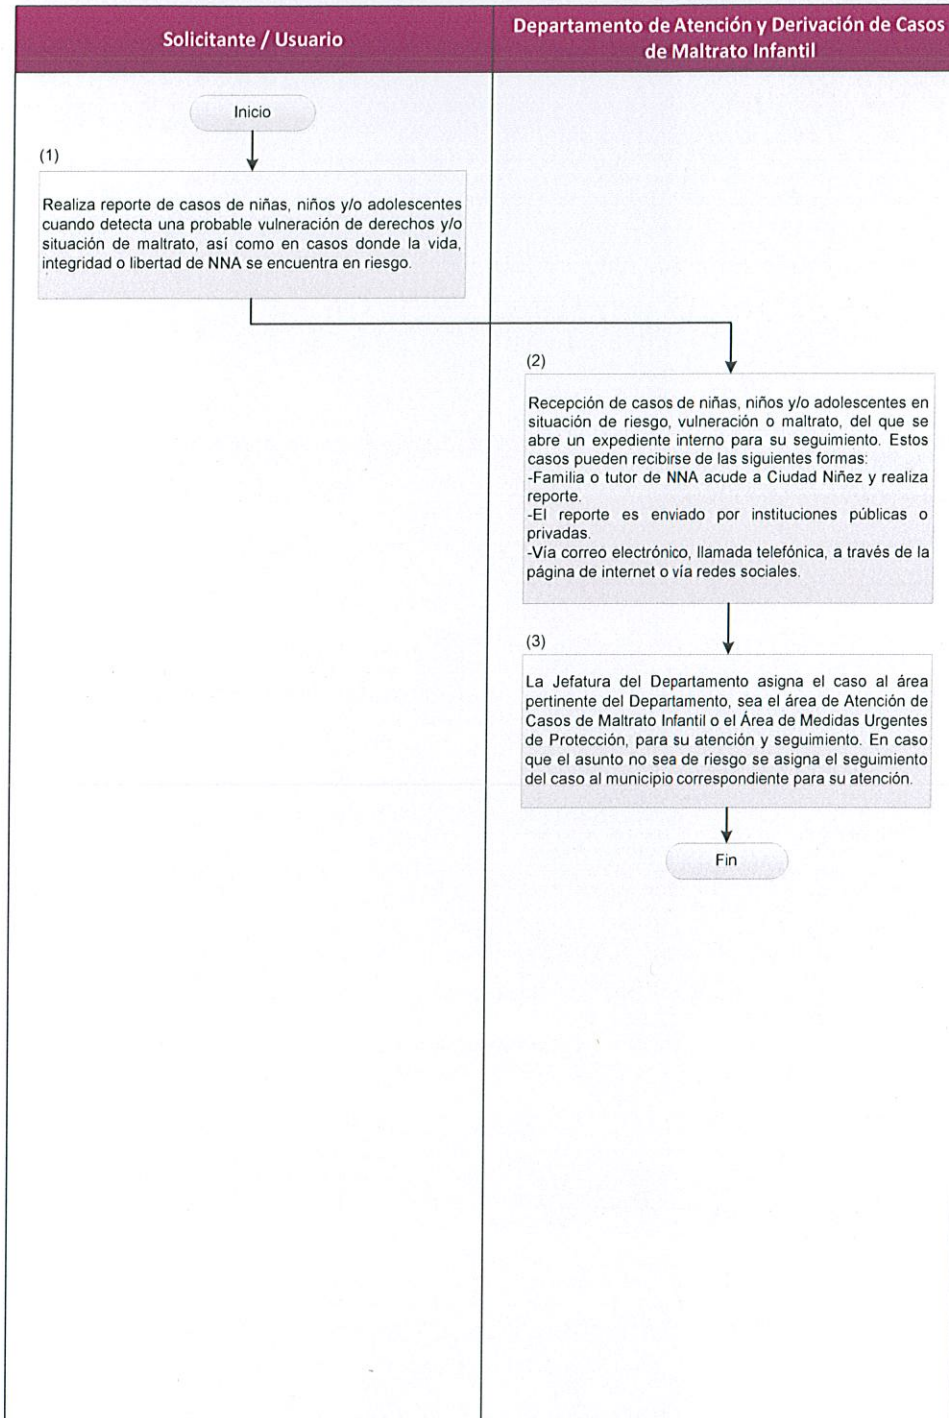 Solicitante / Usuario
Departamento de Atención y Derivación de Casos
de Maltrato Infantil
Inicio
(1)
Realiza reporte de casos de niñas, niños y/o adolescentes
cuando detecta una probable vulneración de derechos y/o
situación de maltrato, así como en casos donde la vida,
integridad o libertad de NNA se encuentra en riesgo.
(2)
Recepción de casos de niñas, niños y/o adolescentes en
situación de riesgo, vulneración o maltrato, del que se
abre un expediente interno para su seguimiento. Estos
casos pueden recibirse de las siguientes formas:
-Familia o tutor de NNA acude a Ciudad Niñez y realiza
reporte.
-El reporte es enviado por instituciones públicas o
privadas.
-Vía correo electrónico, llamada telefónica, a través de la
página de internet o vía redes sociales.
(3)
La Jefatura del Departamento asigna el caso al área
pertinente del Departamento, sea el área de Atención de
Casos de Maltrato Infantil o el Área de Medidas Urgentes
de Protección, para su atención y seguimiento. En caso
que el asunto no sea de riesgo se asigna el seguimiento
del caso al municipio correspondiente para su atención.
Fin